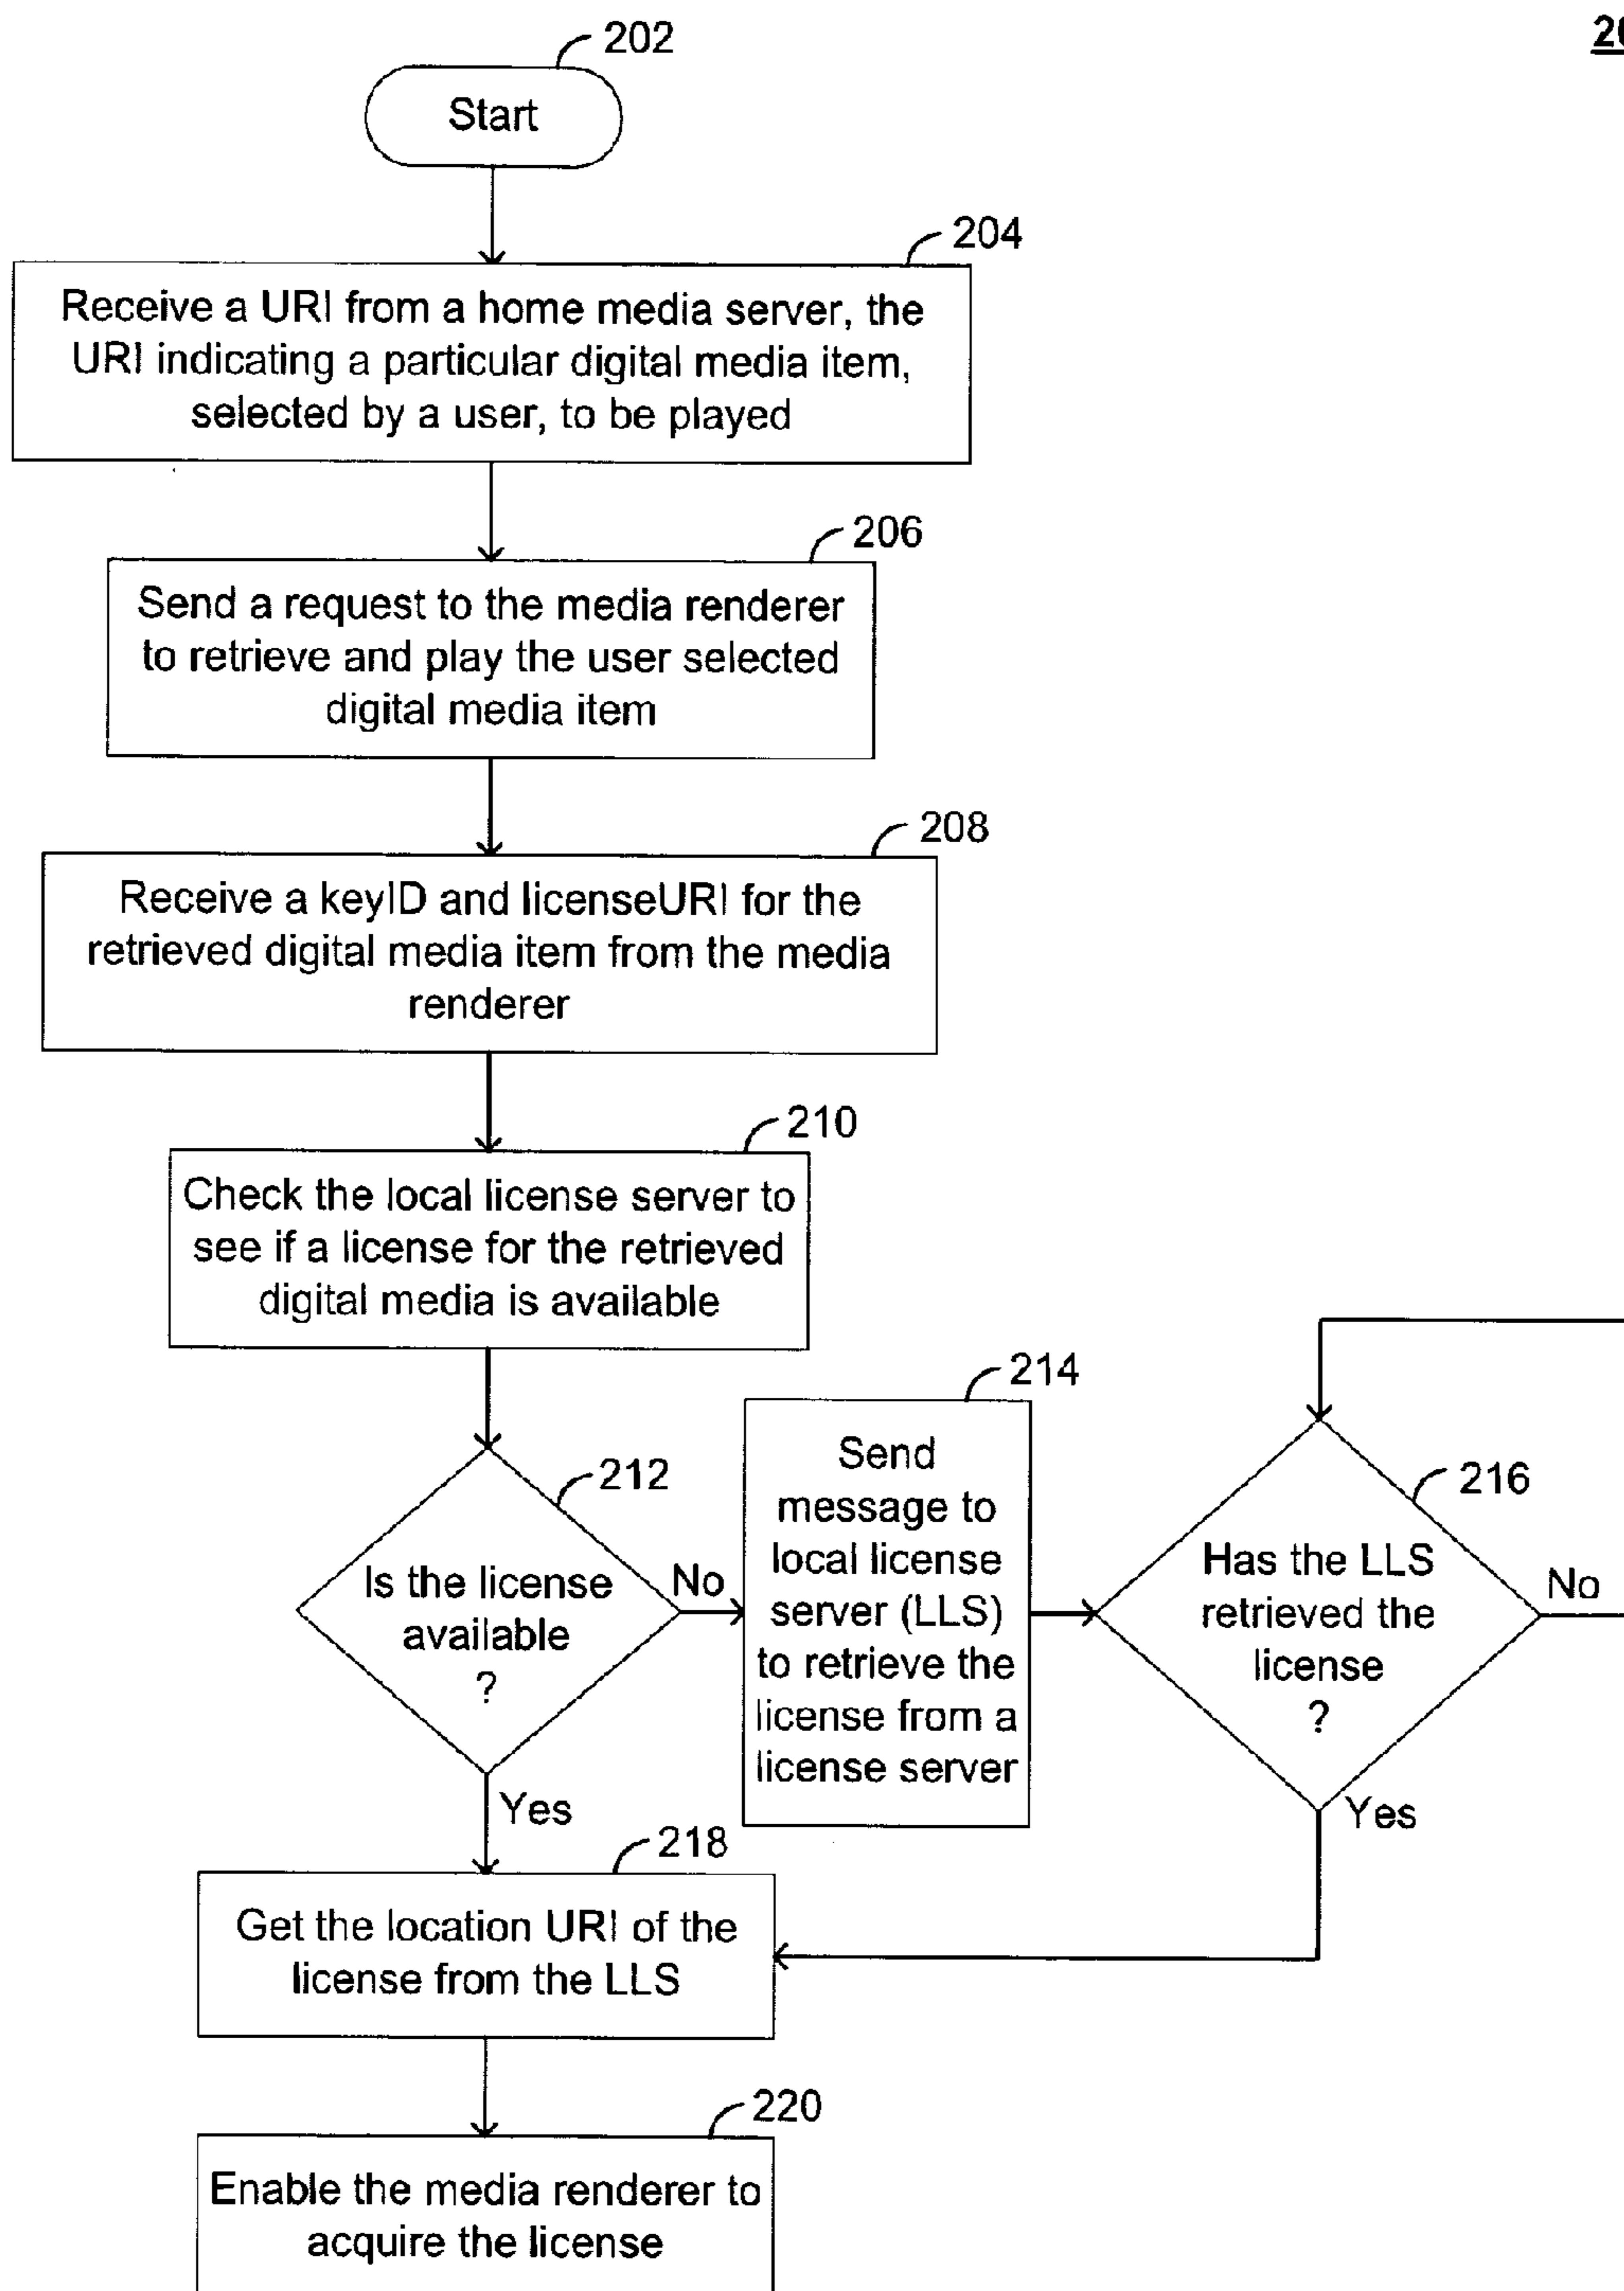 202
Start
204
Receive a URI from a home media server, the
URI indicating a particular digital media item,
selected by a user, to be played
206
Send a request to the media renderer
to retrieve and play the user selected
digital media item
208
Receive a keyID and licenseURI for the
retrieved digital media item from the media
renderer
210
Check the local license server to
see if a license for the retrieved
digital media is available
212
Is the license
available
?
No
Yes
214
Send
message to
local license
server (LLS)
to retrieve the
license from a
license server
216
Has the LLS
retrieved the
license
?
No
Yes
218
Get the location URI of the
license from the LLS
220
Enable the media renderer to
acquire the license